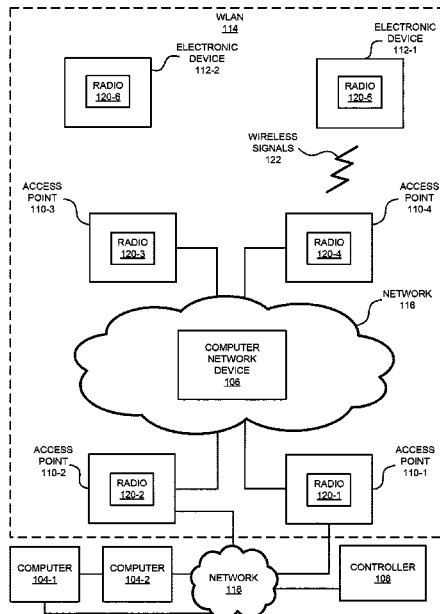 WLAN
114
ELECTRONIC
DEVICE
112-2
ELECTRONIC
DEVICE
112-1
RADIO
120-6
RADIO
120-5
WIRELESS
SIGNALS
122
ACCESS
POINT
110-3
ACCESS
POINT
110-4
RADIO
120-3
RADIO
120-4
NETWORK
116
COMPUTER
NETWORK
DEVICE
106
ACCESS
POINT
110-2
ACCESS
POINT
110-1
RADIO
120-2
RADIO
120-1
COMPUTER
104-1
COMPUTER
104-2
NETWORK
118
CONTROLLER
108